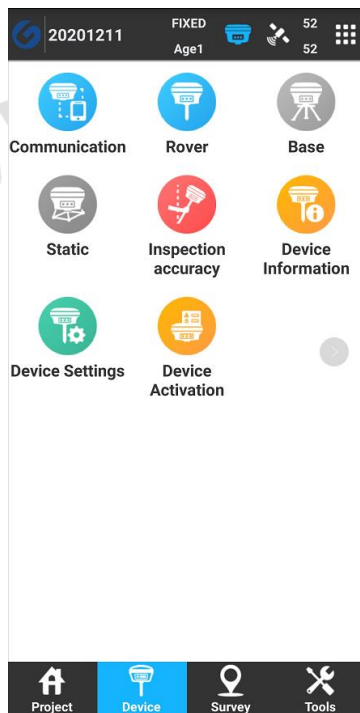 20201211
FIXED
Age1
52
52
Communication
Rover
Base
Static
Inspection
accuracy
Device
Information
Device Settings
Device
Activation
Project
Device
Survey
Tools